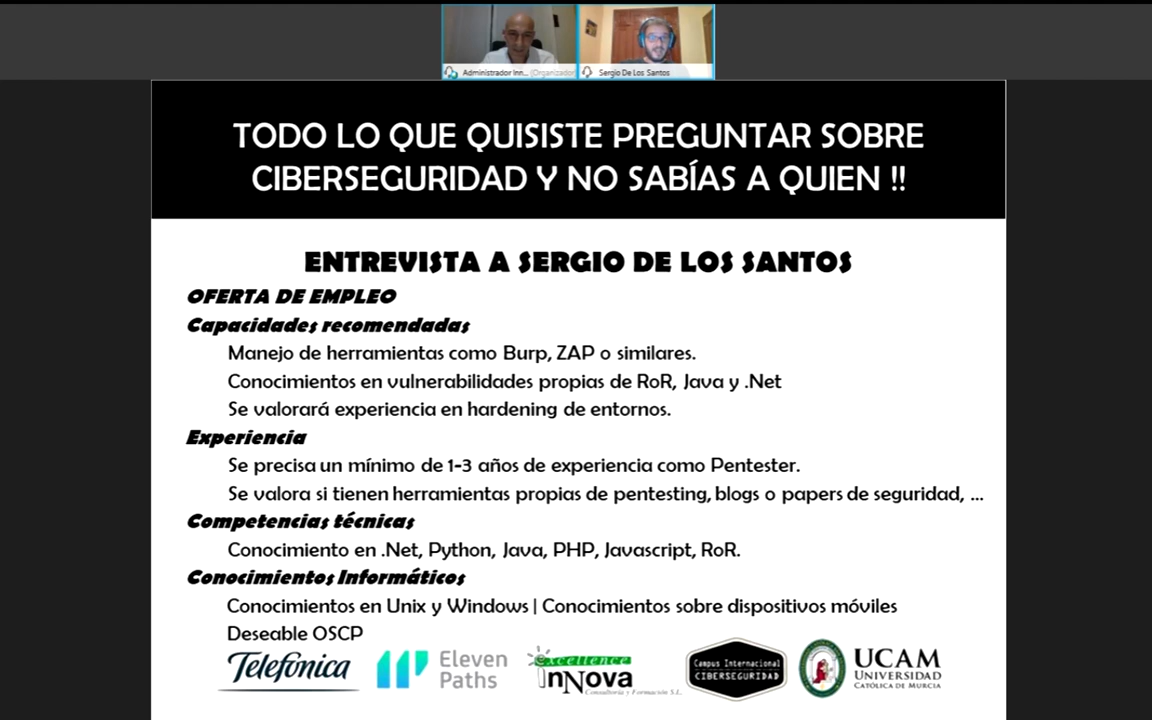 Administrador Inn... (Organizador
Sergio De Los Santos
TODO LO QUE QUISISTE PREGUNTAR SOBRE
CIBERSEGURIDAD Y NO SABÍAS A QUIEN !!
ENTREVISTA A SERGIO DE LOS SANTOS
OFERTA DE EMPLEO
Capacidades recomendadas
Manejo de herramientas como Burp, ZAP o similares.
Conocimientos en vulnerabilidades propias de RoR, Java y .Net
Se valorará experiencia en hardening de entornos.
Experiencia
Se precisa un mínimo de 1-3 años de experiencia como Pentester.
Se valora si tienen herramientas propias de pentesting, blogs o papers de seguridad, ...
Competencias técnicas
Conocimiento en .Net, Python, Java, PHP, Javascript, RoR.
Conocimientos Informáticos
Conocimientos en Unix y Windows | Conocimientos sobre dispositivos móviles
Deseable OSCP
Telefónica
Eleven
Paths
excellence
inNova
Consultoría y Formación S.L.
Campus Internacional
CIBERSEGURIDAD
UCAM
UNIVERSIDAD
CATÓLICA DE MURCIA